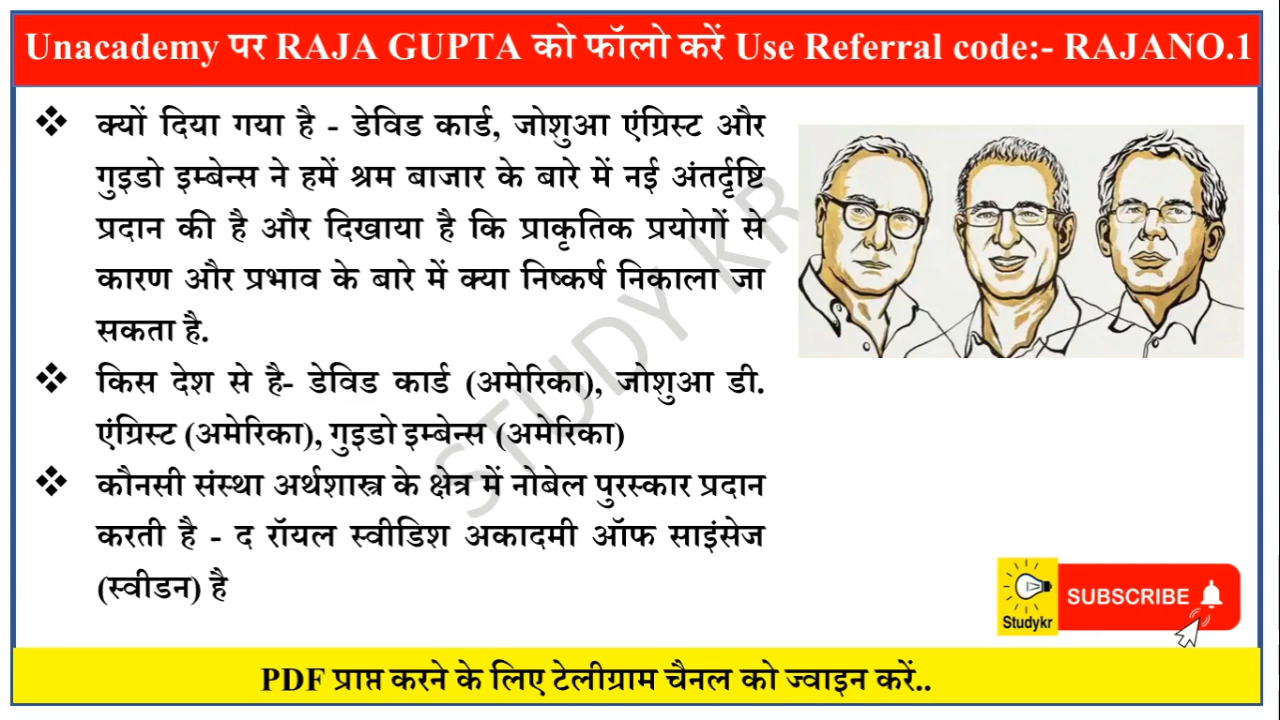 Unacademy पर RAJA GUPTA को फॉलो करें Use Referral code:- RAJANO.1
क्यों दिया गया है - डेविड कार्ड, जोशुआ एंग्रिस्ट और
गुइडो इम्बेन्स ने हमें श्रम बाजार के बारे में नई अंतर्दृष्टि
प्रदान की है और दिखाया है कि प्राकृतिक प्रयोगों से
कारण और प्रभाव के बारे में क्या निष्कर्ष निकाला जा
सकता है.
किस देश से है- डेविड कार्ड (अमेरिका), जोशुआ डी.
एंग्रिस्ट (अमेरिका), गुइडो इम्बेन्स (अमेरिका)
कौनसी संस्था अर्थशास्त्र के क्षेत्र में नोबेल पुरस्कार प्रदान
करती है - द रॉयल स्वीडिश अकादमी ऑफ साइंसेज
(स्वीडन) है
STUDY KR
Studykr
SUBSCRIBE
PDF प्राप्त करने के लिए टेलीग्राम चैनल को ज्वाइन करें..